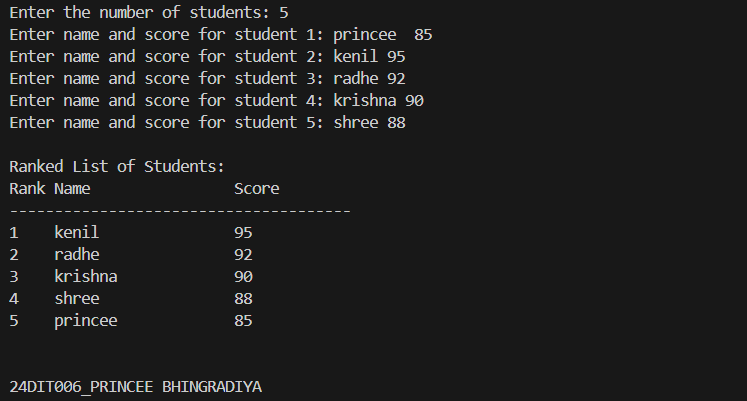 Enter the number of students: 5
Enter name and score for student 1: princee  85
Enter name and score for student 2: kenil 95
Enter name and score for student 3: radhe 92
Enter name and score for student 4: krishna 90
Enter name and score for student 5: shree 88

Ranked List of Students:
Rank Name                Score
--------------------------------------
1    kenil               95
2    radhe               92
3    krishna             90
4    shree               88
5    princee             85


24DIT006_PRINCEE BHINGRADIYA